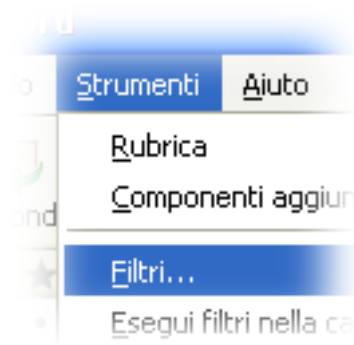 Strumenti Aiuto
Rubrica
Componenti
Filtri...
Esegui filtri nella